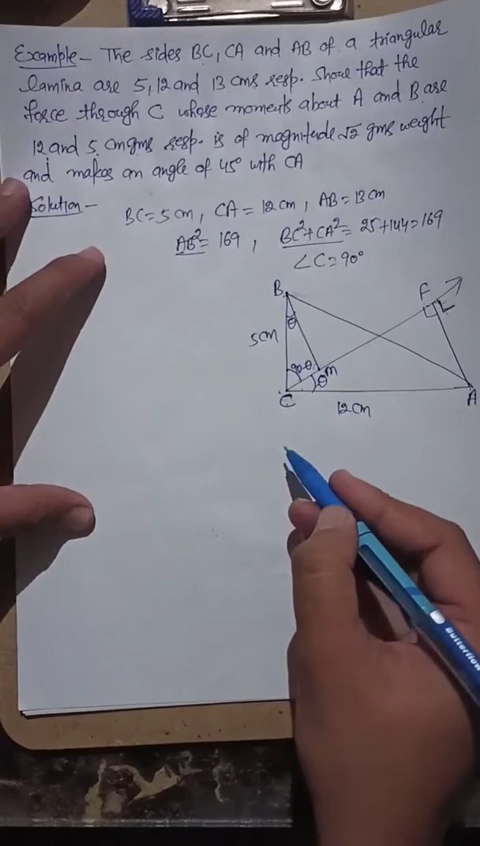 Example - The sides BC, CA and AB of a triangular
lamina are 5, 12 and 13 cms resp. Show that the
force through C whose moments about A and B are
12 and 5 cmgms resp. is of magnitude √2 gms weight
and makes an angle of 45° with CA
Solution -
BC = 5 cm, CA = 12 cm, AB = 13 cm
AB² = 169, BC² + CA² = 25 + 144 = 169
∠C = 90°
B
F
L
θ
5cm
90-θ
M
θ
C
A
12cm
Butterflow